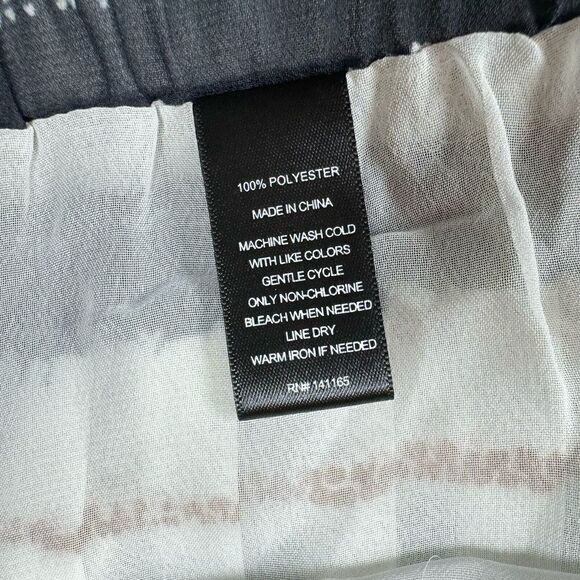 100% POLYESTER
MADE IN CHINA
MACHINE WASH COLD
WITH LIKE COLORS
GENTLE CYCLE
ONLY NON-CHLORINE
BLEACH WHEN NEEDED
LINE DRY
WARM IRON IF NEEDED
RN# 141165